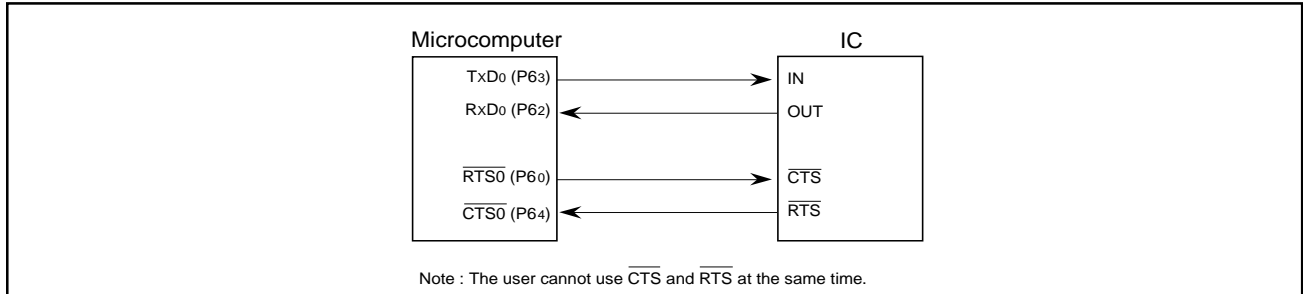 Microcomputer IC
TxD0 (P63) IN
RxD0 (P62) OUT
RTS0 (P60) CTS
CTS0 (P64) RTS
Note : The user cannot use CTS and RTS at the same time.